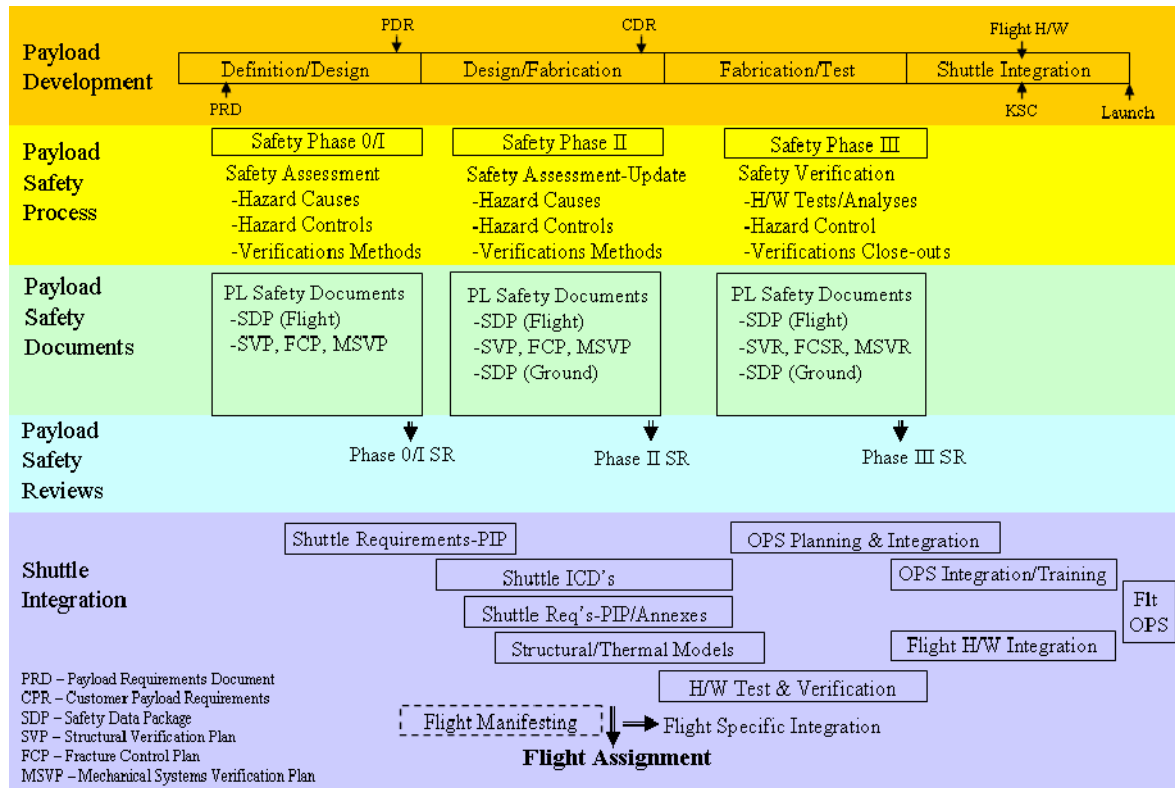 PDR
CDR
Flight H/W
Payload
Development
Definition/Design
Design/Fabrication
Fabrication/Test
Shuttle Integration
PRD
KSC
Launch
Payload
Safety
Process
Safety Phase 0/I
Safety Assessment
-Hazard Causes
-Hazard Controls
-Verifications Methods
Safety Phase II
Safety Assessment-Update
-Hazard Causes
-Hazard Controls
-Verifications Methods
Safety Phase III
Safety Verification
-H/W Tests/Analyses
-Hazard Control
-Verifications Close-outs
Payload
Safety
Documents
PL Safety Documents
-SDP (Flight)
-SVP, FCP, MSVP
PL Safety Documents
-SDP (Flight)
-SVP, FCP, MSVP
-SDP (Ground)
PL Safety Documents
-SDP (Flight)
-SVR, FCSR, MSVR
-SDP (Ground)
Payload
Safety
Reviews
Phase 0/I SR
Phase II SR
Phase III SR
Shuttle
Integration
Shuttle Requirements-PIP
OPS Planning & Integration
Shuttle ICD's
OPS Integration/Training
Shuttle Req's-PIP/Annexes
Flt
OPS
Structural/Thermal Models
Flight H/W Integration
H/W Test & Verification
Flight Manifesting
Flight Specific Integration
Flight Assignment
PRD – Payload Requirements Document
CPR – Customer Payload Requirements
SDP – Safety Data Package
SVP – Structural Verification Plan
FCP – Fracture Control Plan
MSVP – Mechanical Systems Verification Plan